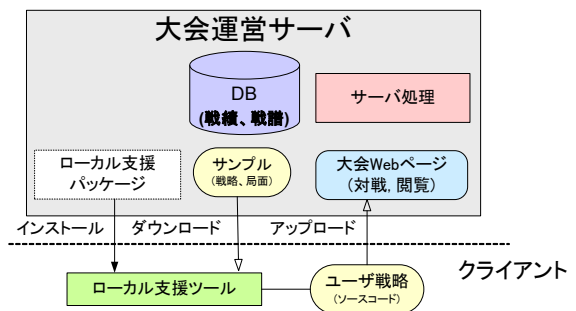 大会運営サーバ
DB
(戦績、戦譜)
サーバ処理
ローカル支援
パッケージ
サンプル
(戦略、局面)
大会Webページ
(対戦, 閲覧)
インストール
ダウンロード
アップロード
クライアント
ローカル支援ツール
ユーザ戦略
(ソースコード)